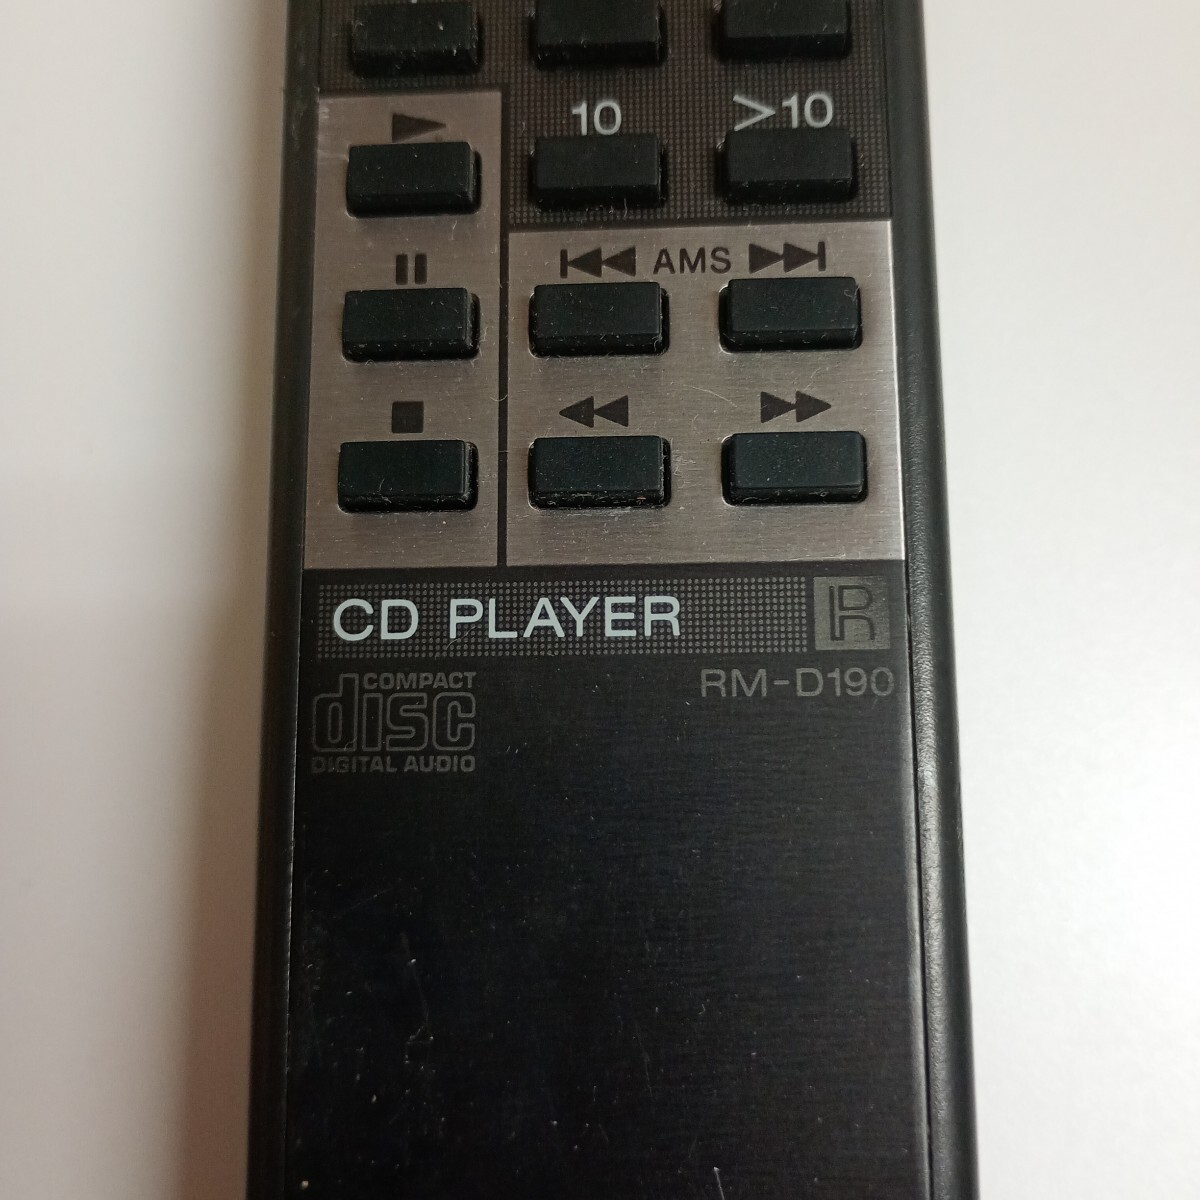 10 >10
AMS
CD PLAYER R
RM-D190
COMPACT
disc
DIGITAL AUDIO